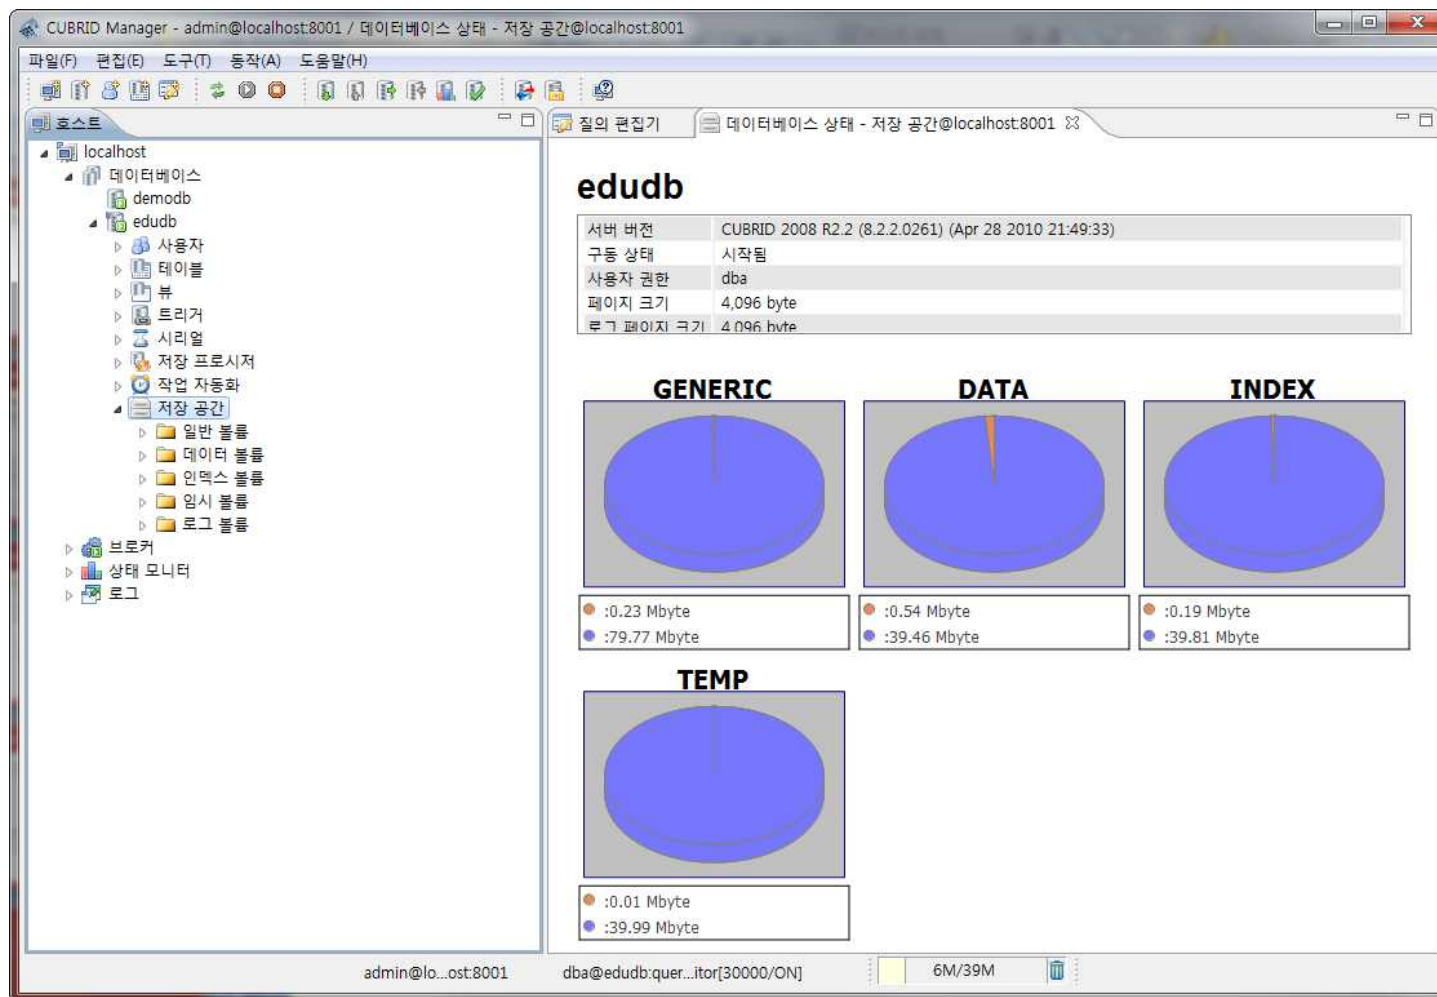 CUBRID Manager - admin@localhost:8001 / 데이터베이스 상태 - 저장 공간@localhost:8001
파일(F) 편집(E) 도구(T) 동작(A) 도움말(H)
호스트
localhost
데이터베이스
demodb
edudb
사용자
테이블
뷰
트리거
시리얼
저장 프로시저
작업 자동화
저장 공간
일반 볼륨
데이터 볼륨
인덱스 볼륨
임시 볼륨
로그 볼륨
브로커
상태 모니터
로그
질의 편집기 데이터베이스 상태 - 저장 공간@localhost:8001
edudb
서버 버전 CUBRID 2008 R2.2 (8.2.2.0261) (Apr 28 2010 21:49:33)
구동 상태 시작됨
사용자 권한 dba
페이지 크기 4,096 byte
로그 페이지 크기 4,096 byte
GENERIC DATA INDEX
:0.23 Mbyte :0.54 Mbyte :0.19 Mbyte
:79.77 Mbyte :39.46 Mbyte :39.81 Mbyte
TEMP
:0.01 Mbyte
:39.99 Mbyte
admin@lo...ost:8001 dba@edudb:quer...itor[30000/ON] 6M/39M